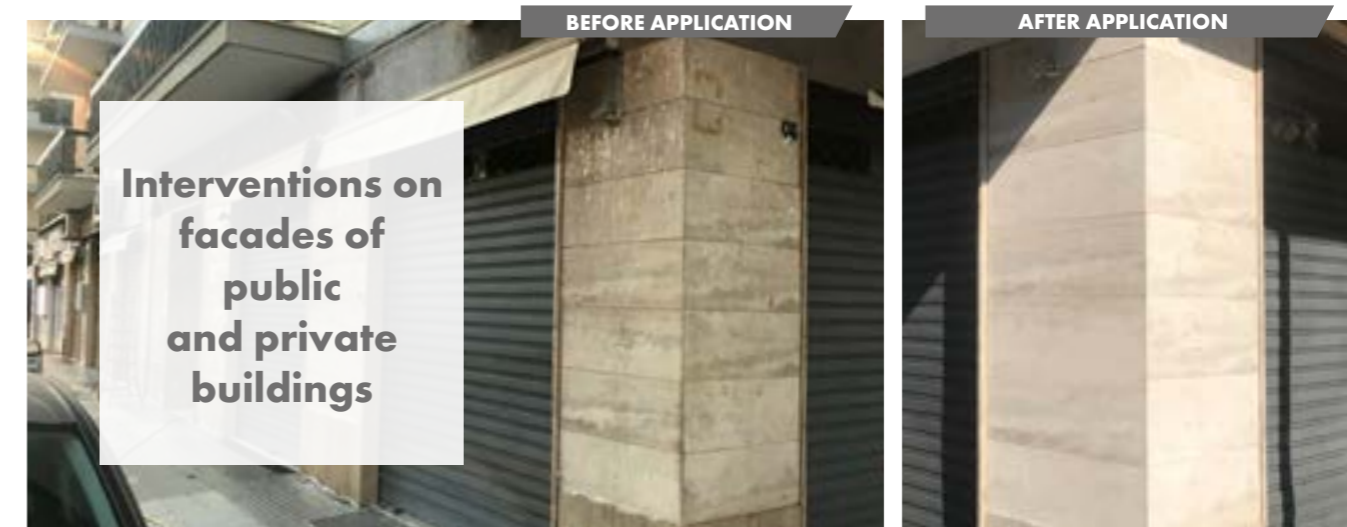 BEFORE APPLICATION
AFTER APPLICATION
Interventions on
facades of
public
and private
buildings